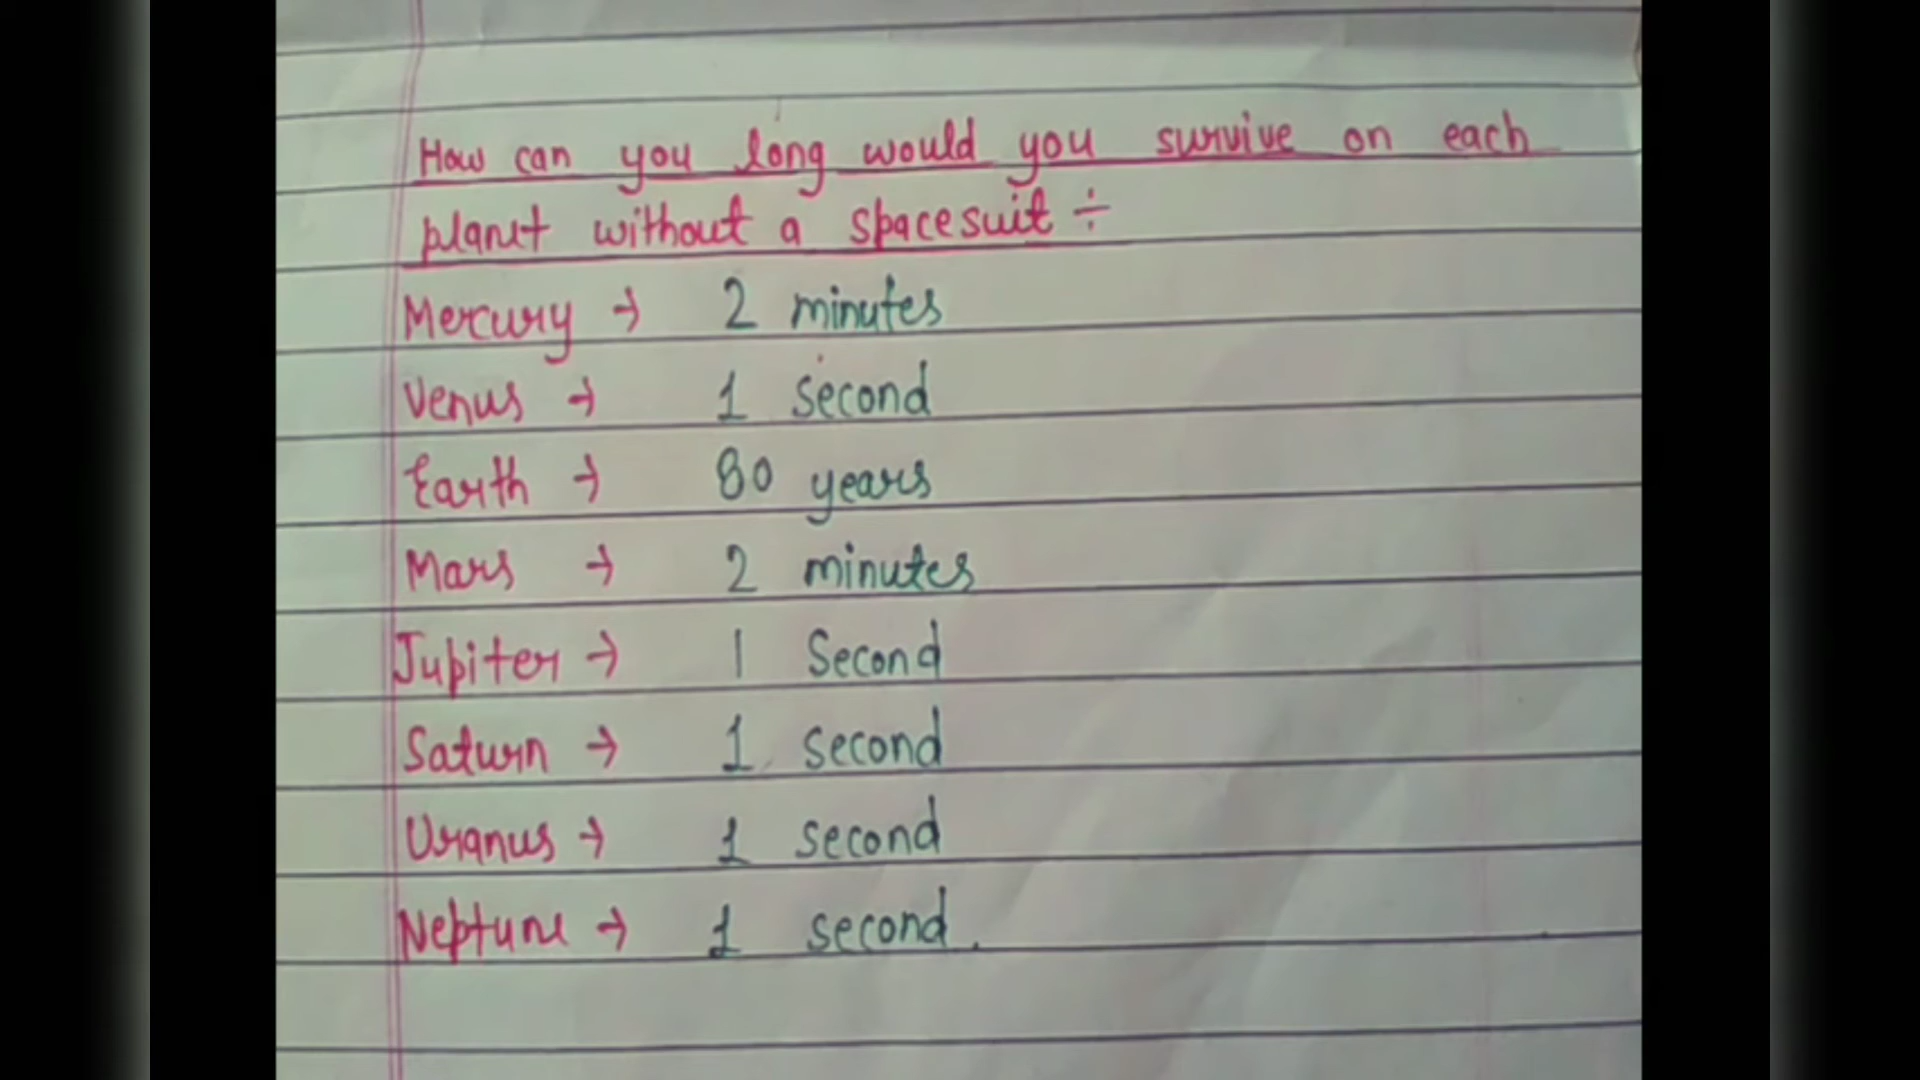 How can you long would you survive on each
planet without a spacesuit ÷
Mercury → 2 minutes
Venus → 1 second
Earth → 80 years
Mars → 2 minutes
Jupiter → 1 Second
Saturn → 1 second
Uranus → 1 second
Neptune → 1 second.